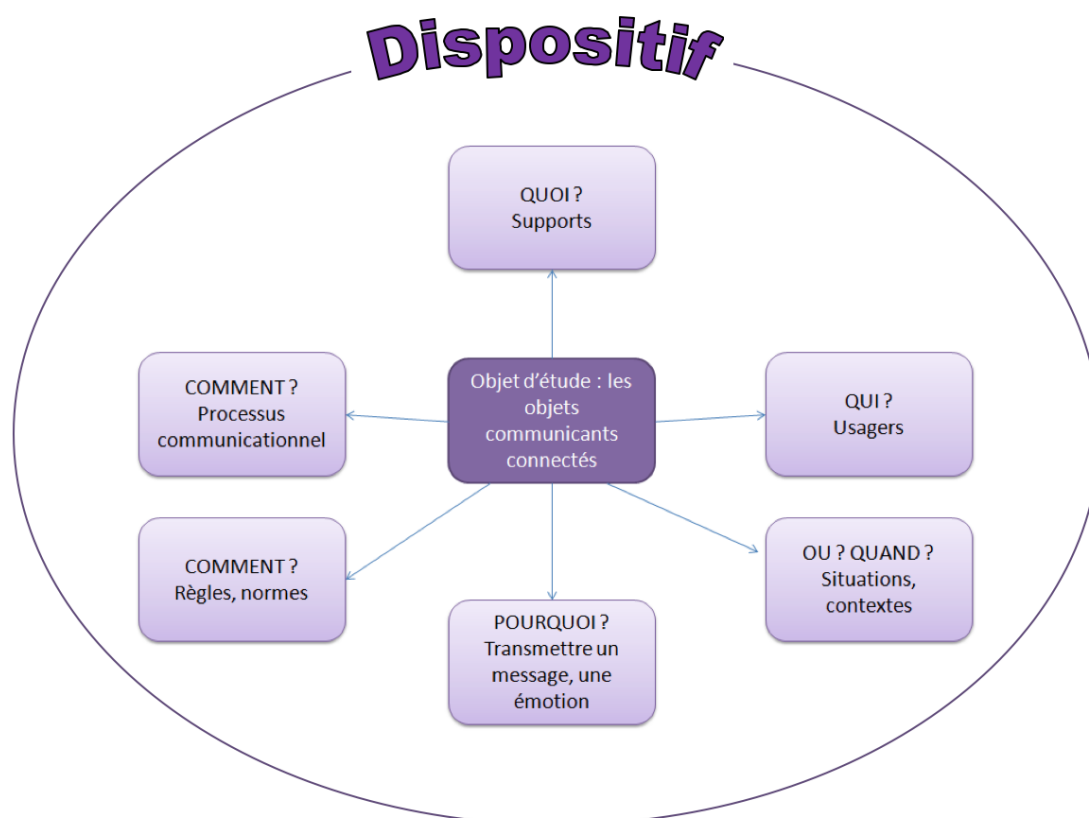 Dispositif
QUOI ?
Supports
COMMENT ?
Processus
communicationnel
Objet d'étude : les
objets
communicants
connectés
QUI ?
Usagers
COMMENT ?
Règles, normes
POURQUOI ?
Transmettre un
message, une
émotion
OU ? QUAND ?
Situations,
contextes